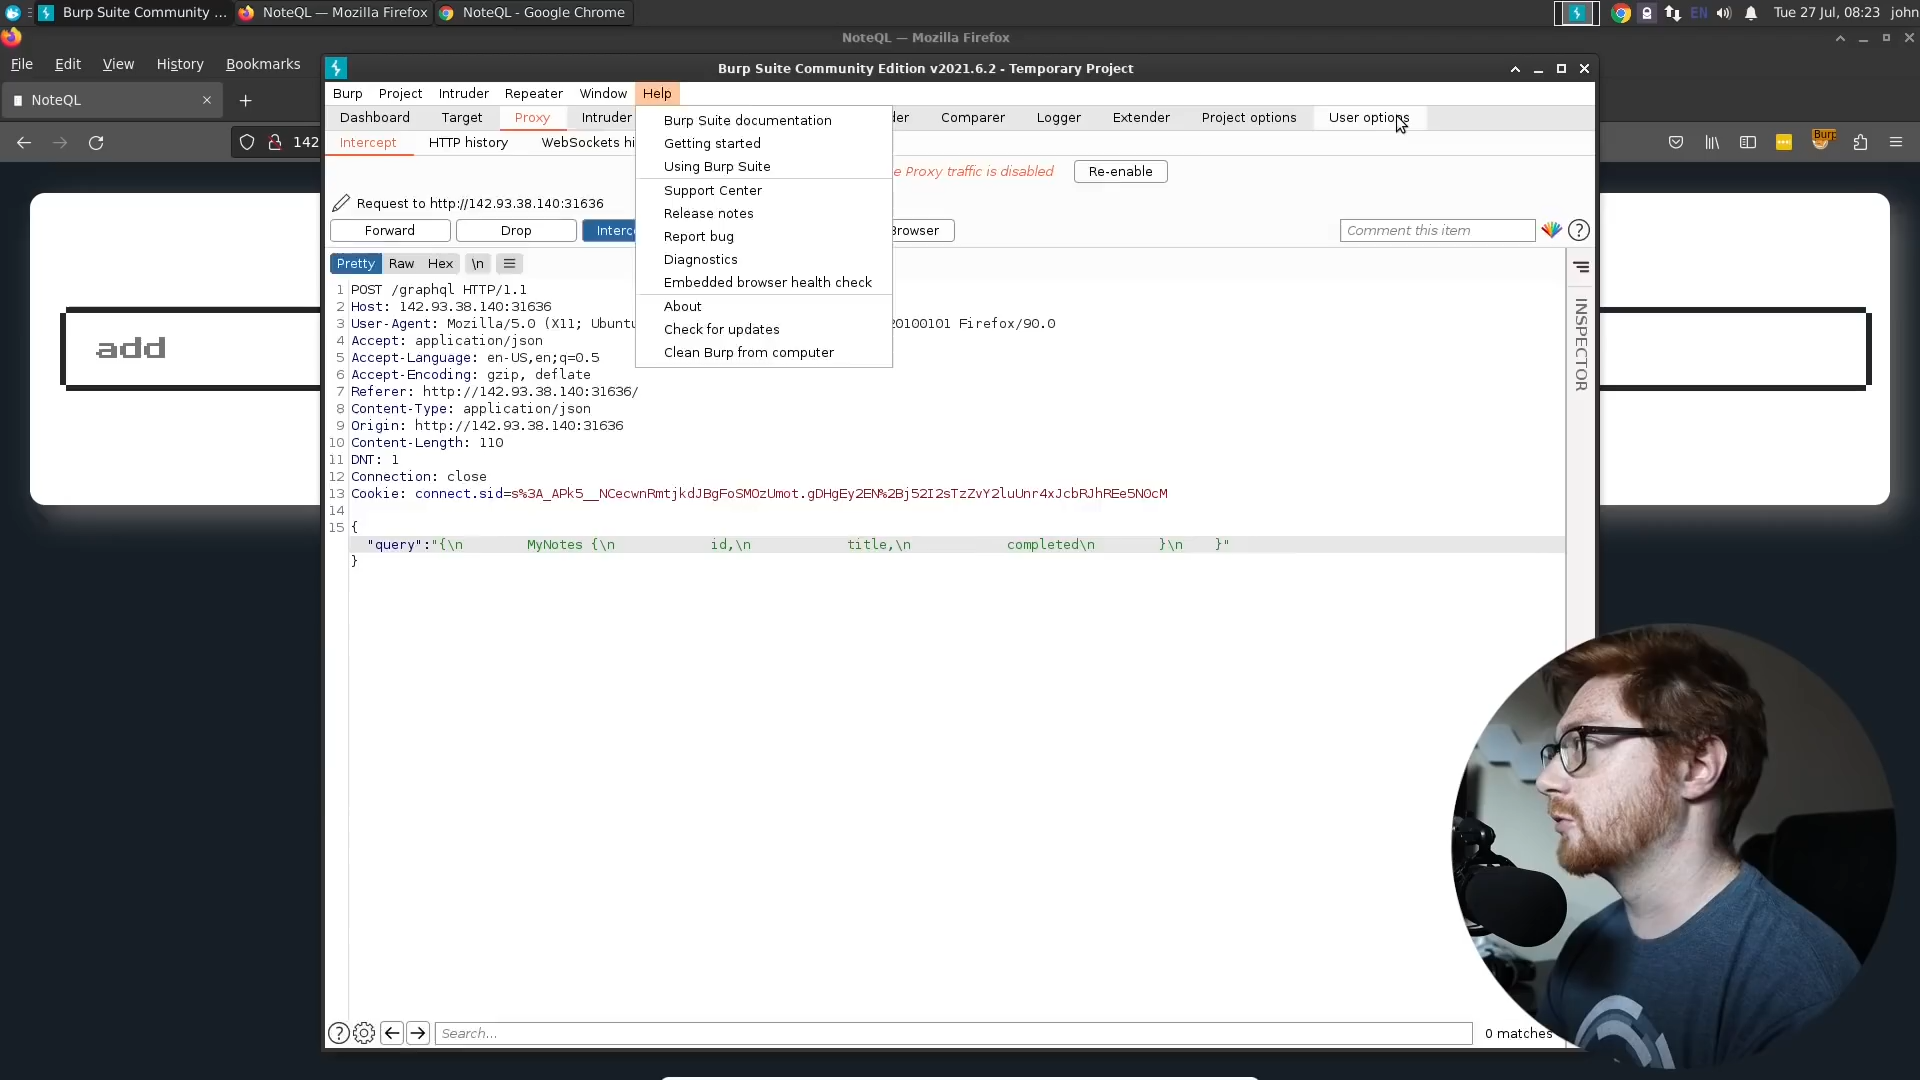 Burp Suite Community ...
NoteQL — Mozilla Firefox
NoteQL - Google Chrome
EN
Tue 27 Jul, 08:23
john
NoteQL — Mozilla Firefox
File Edit View History Bookmarks
NoteQL
142
Burp
Burp Suite Community Edition v2021.6.2 - Temporary Project
Burp Project Intruder Repeater Window Help
Dashboard Target Proxy Intruder der Comparer Logger Extender Project options User options
Intercept HTTP history WebSockets hi
e Proxy traffic is disabled
Re-enable
Request to http://142.93.38.140:31636
Forward Drop Interc Browser
Comment this item
?
Pretty Raw Hex \n
Burp Suite documentation
Getting started
Using Burp Suite
Support Center
Release notes
Report bug
Diagnostics
Embedded browser health check
About
Check for updates
Clean Burp from computer
1 POST /graphql HTTP/1.1
2 Host: 142.93.38.140:31636
3 User-Agent: Mozilla/5.0 (X11; Ubuntu 20100101 Firefox/90.0
4 Accept: application/json
5 Accept-Language: en-US,en;q=0.5
6 Accept-Encoding: gzip, deflate
7 Referer: http://142.93.38.140:31636/
8 Content-Type: application/json
9 Origin: http://142.93.38.140:31636
10 Content-Length: 110
11 DNT: 1
12 Connection: close
13 Cookie: connect.sid=s%3A_APk5__NCecwnRmtjkdJBgFoSMOzUmot.gDHgEy2EN%2Bj52I2sTzZvY2luUnr4xJcbRJhREe5NOcM
14
15 {
"query":"{\n MyNotes {\n id,\n title,\n completed\n }\n }"
}
INSPECTOR
add
?
Search...
0 matches